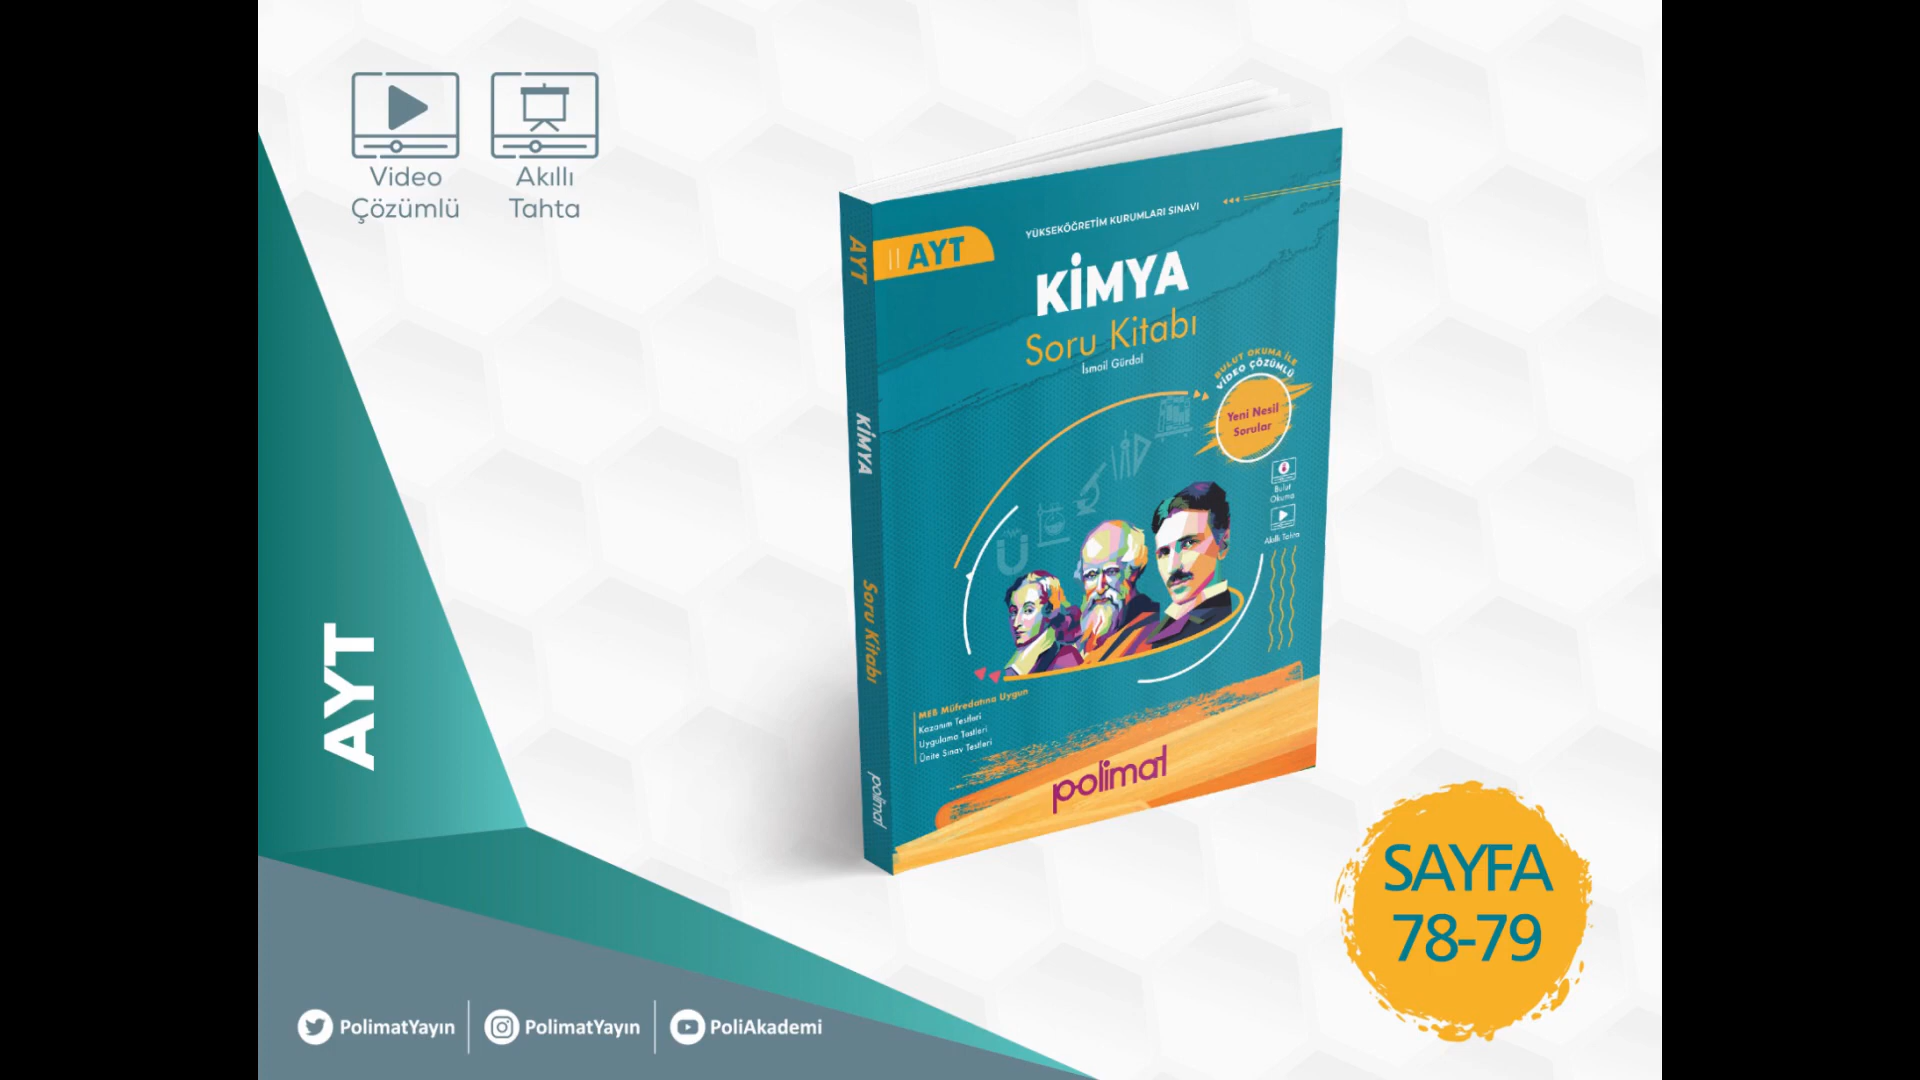 Video
Çözümlü
Akıllı
Tahta
AYT
AYT
KİMYA
Soru Kitabı
polimat
AYT
YÜKSEKÖĞRETİM KURUMLARI SINAVI
KİMYA
Soru Kitabı
İsmail Gürdal
BULUT OKUMA İLE
VİDEO ÇÖZÜMLÜ
Yeni Nesil
Sorular
Bulut
Okuma
Akıllı Tahta
MEB Müfredatına Uygun
Kazanım Testleri
Uygulama Testleri
Ünite Sınav Testleri
polimat
SAYFA
78-79
PolimatYayın
PolimatYayın
PoliAkademi